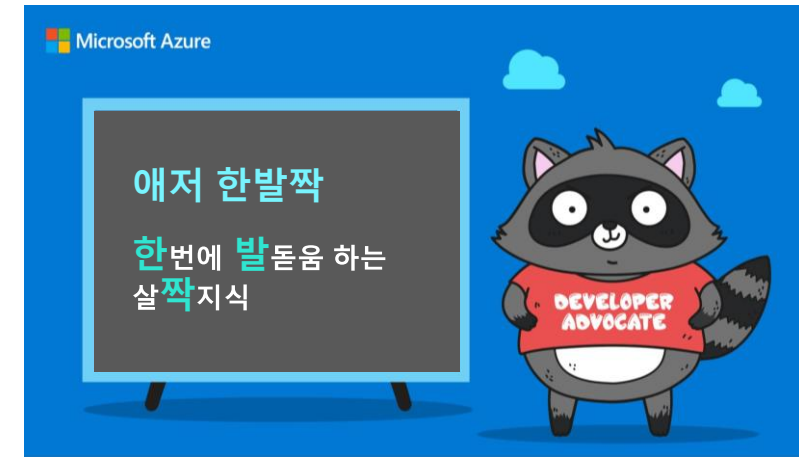 Microsoft Azure
애저 한발짝
한번에 발돋움 하는
살짝지식
DEVELOPER
ADVOCATE